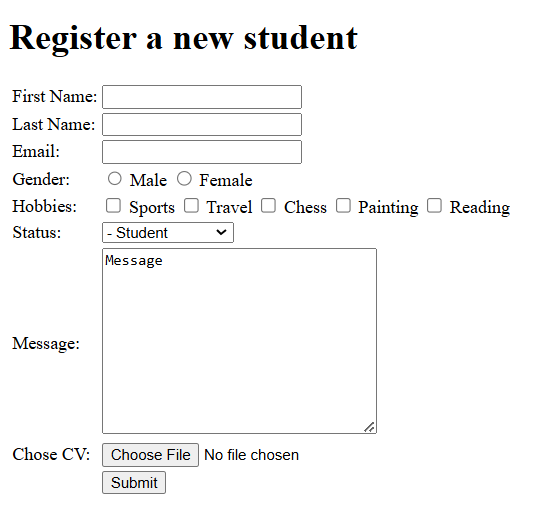 Register a new student
First Name:
Last Name:
Email:
Gender: Male Female
Hobbies: Sports Travel Chess Painting Reading
Status: - Student
Message
Message:
Chose CV: Choose File No file chosen
Submit